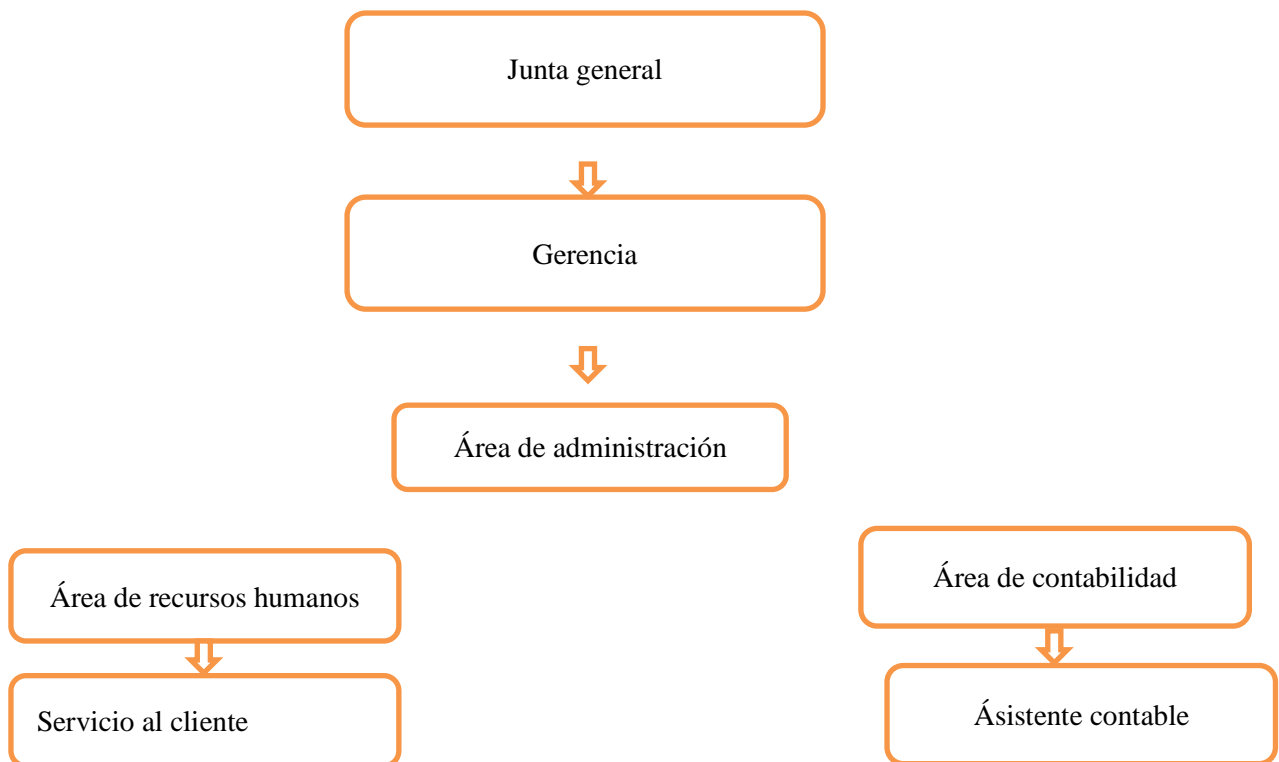 Junta general
Gerencia
Área de administración
Área de recursos humanos
Área de contabilidad
Servicio al cliente
Ásistente contable